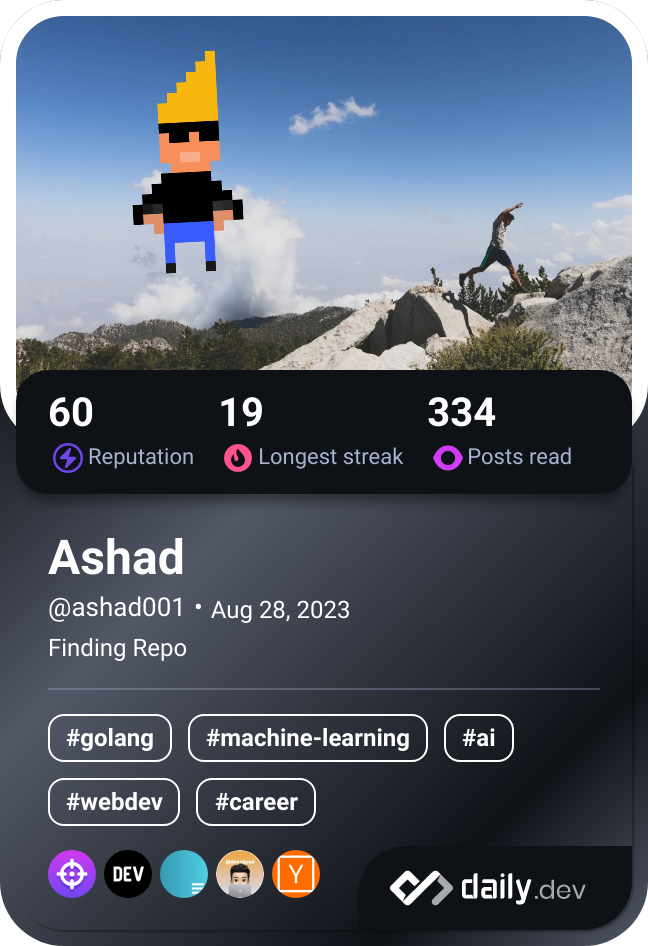 60 19 334
Reputation Longest streak Posts read
Ashad
@ashad001 • Aug 28, 2023
Finding Repo
#golang #machine-learning #ai
#webdev #career
DEV Y
daily.dev